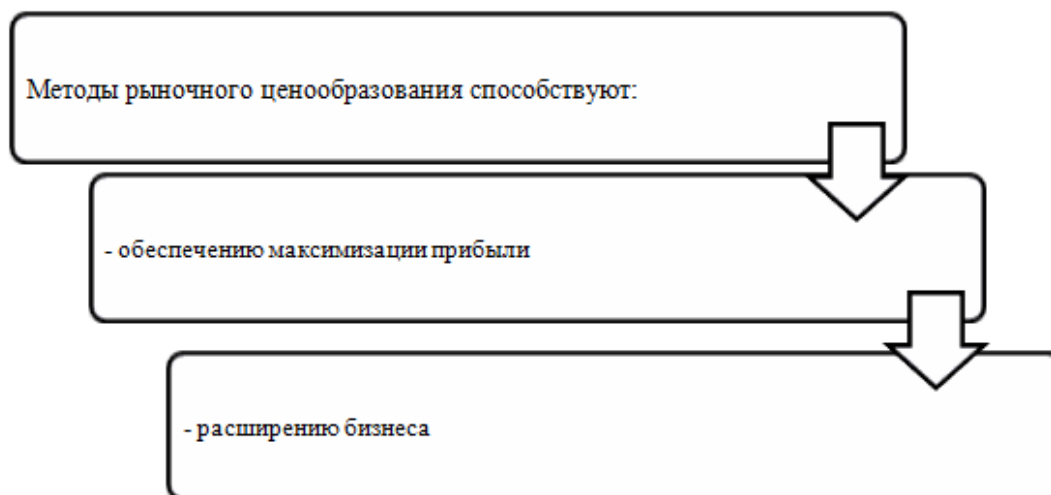 Методы рыночного ценообразования способствуют:
- обеспечению максимизации прибыли
- расширению бизнеса